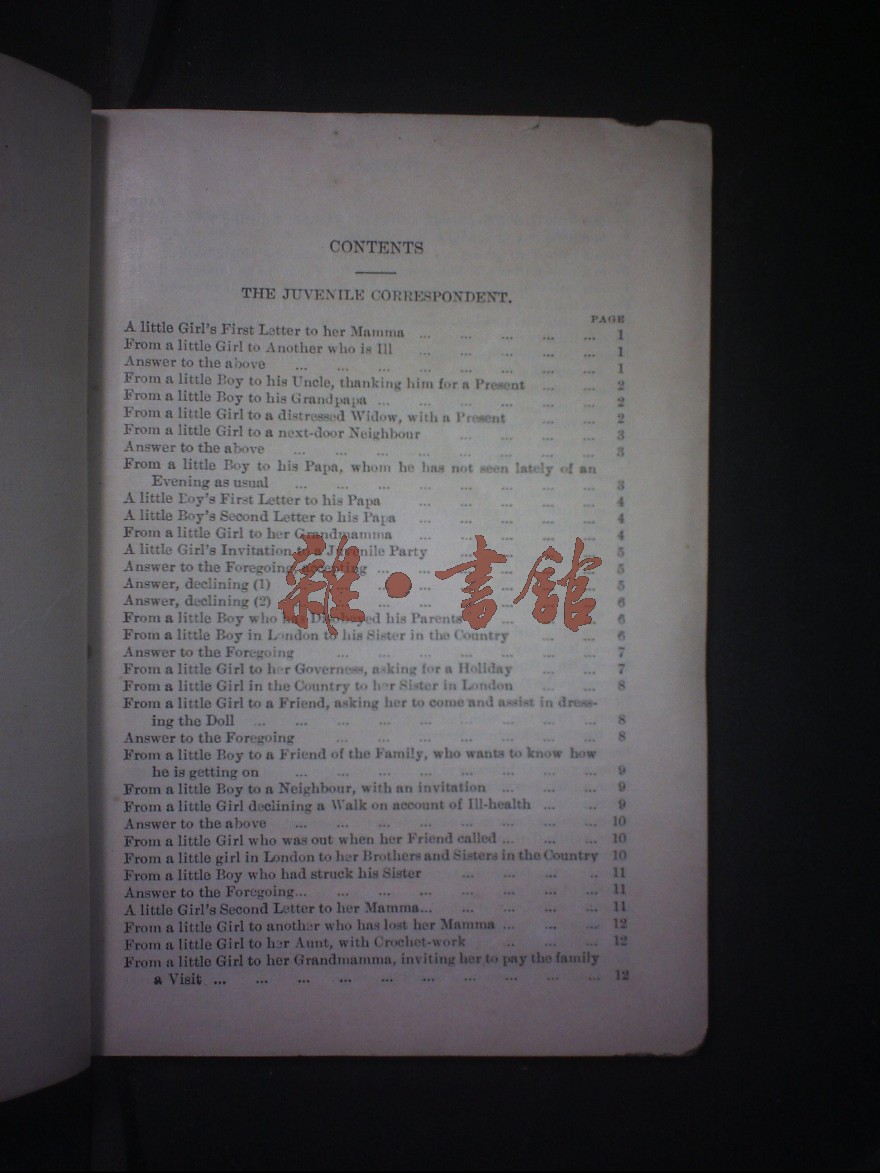 CONTENTS
THE JUVENILE CORRESPONDENT.
PAGE
A little Girl's First Letter to her Mamma ... ... ... ... ... 1
From a little Girl to Another who is Ill ... ... ... ... ... 1
Answer to the above ... ... ... ... ... ... ... ... 1
From a little Boy to his Uncle, thanking him for a Present ... ... 2
From a little Boy to his Grandpapa ... ... ... ... ... ... 2
From a little Girl to a distressed Widow, with a Present ... ... 2
From a little Girl to a next-door Neighbour ... ... ... ... 3
Answer to the above ... ... ... ... ... ... ... ... 3
From a little Boy to his Papa, whom he has not seen lately of an
Evening as usual ... ... ... ... ... ... ... ... 3
A little Boy's First Letter to his Papa ... ... ... ... ... 4
A little Boy's Second Letter to his Papa ... ... ... ... ... 4
From a little Girl to her Grandmamma ... ... ... ... ... 4
A little Girl's Invitation to a Juvenile Party ... ... ... ... 5
Answer to the Foregoing, accepting ... ... ... ... ... ... 5
Answer, declining (1) ... ... ... ... ... ... ... ... 5
Answer, declining (2) ... ... ... ... ... ... ... ... 6
From a little Boy who has Disobeyed his Parents ... ... ... 6
From a little Boy in London to his Sister in the Country ... ... 6
Answer to the Foregoing ... ... ... ... ... ... ... 7
From a little Girl to her Governess, asking for a Holiday ... ... 7
From a little Girl in the Country to her Sister in London ... ... 8
From a little Girl to a Friend, asking her to come and assist in dress-
ing the Doll ... ... ... ... ... ... ... ... ... 8
Answer to the Foregoing ... ... ... ... ... ... ... 8
From a little Boy to a Friend of the Family, who wants to know how
he is getting on ... ... ... ... ... ... ... ... 9
From a little Boy to a Neighbour, with an invitation ... ... ... 9
From a little Girl declining a Walk on account of Ill-health ... ... 9
Answer to the above ... ... ... ... ... ... ... ... 10
From a little Girl who was out when her Friend called ... ... ... 10
From a little girl in London to her Brothers and Sisters in the Country 10
From a little Boy who had struck his Sister ... ... ... ... 11
Answer to the Foregoing... ... ... ... ... ... ... ... 11
A little Girl's Second Letter to her Mamma... ... ... ... ... 11
From a little Girl to another who has lost her Mamma ... ... ... 12
From a little Girl to her Aunt, with Crochet-work ... ... ... 12
From a little Girl to her Grandmamma, inviting her to pay the family
a Visit ... ... ... ... ... ... ... ... ... ... 12
雜·書館